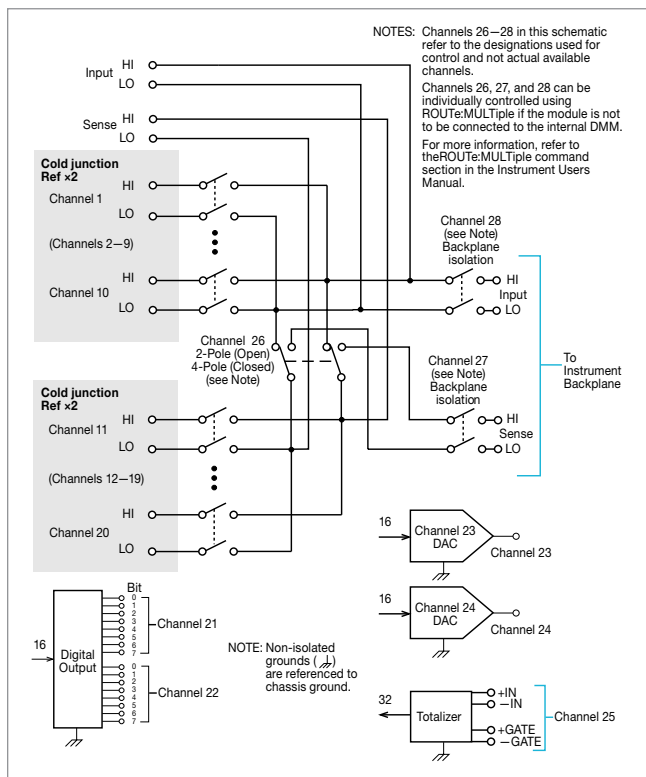 NOTES: Channels 26–28 in this schematic
refer to the designations used for
control and not actual available
channels.
Channels 26, 27, and 28 can be
individually controlled using
ROUTe:MULTiple if the module is not
to be connected to the internal DMM.
For more information, refer to
theROUTe:MULTiple command
section in the Instrument Users
Manual.
Input HI
LO
Sense HI
LO
Cold junction
Ref ×2
HI
Channel 1
LO
(Channels 2–9)
HI
Channel 10
LO
Channel 28
(see Note)
Backplane
isolation
HI
Input
LO
Channel 26
2-Pole (Open)
4-Pole (Closed)
(see Note)
Channel 27
(see Note)
Backplane
isolation
HI
Sense
LO
To
Instrument
Backplane
Cold junction
Ref ×2
HI
Channel 11
LO
(Channels 12–19)
HI
Channel 20
LO
16
Channel 23
DAC
Channel 23
16
Channel 24
DAC
Channel 24
Bit
0
1
2
3
4
5
6
7
Channel 21
16
Digital
Output
0
1
2
3
4
5
6
7
Channel 22
NOTE: Non-isolated
grounds ( )
are referenced to
chassis ground.
32
Totalizer
+IN
–IN
+GATE
–GATE
Channel 25